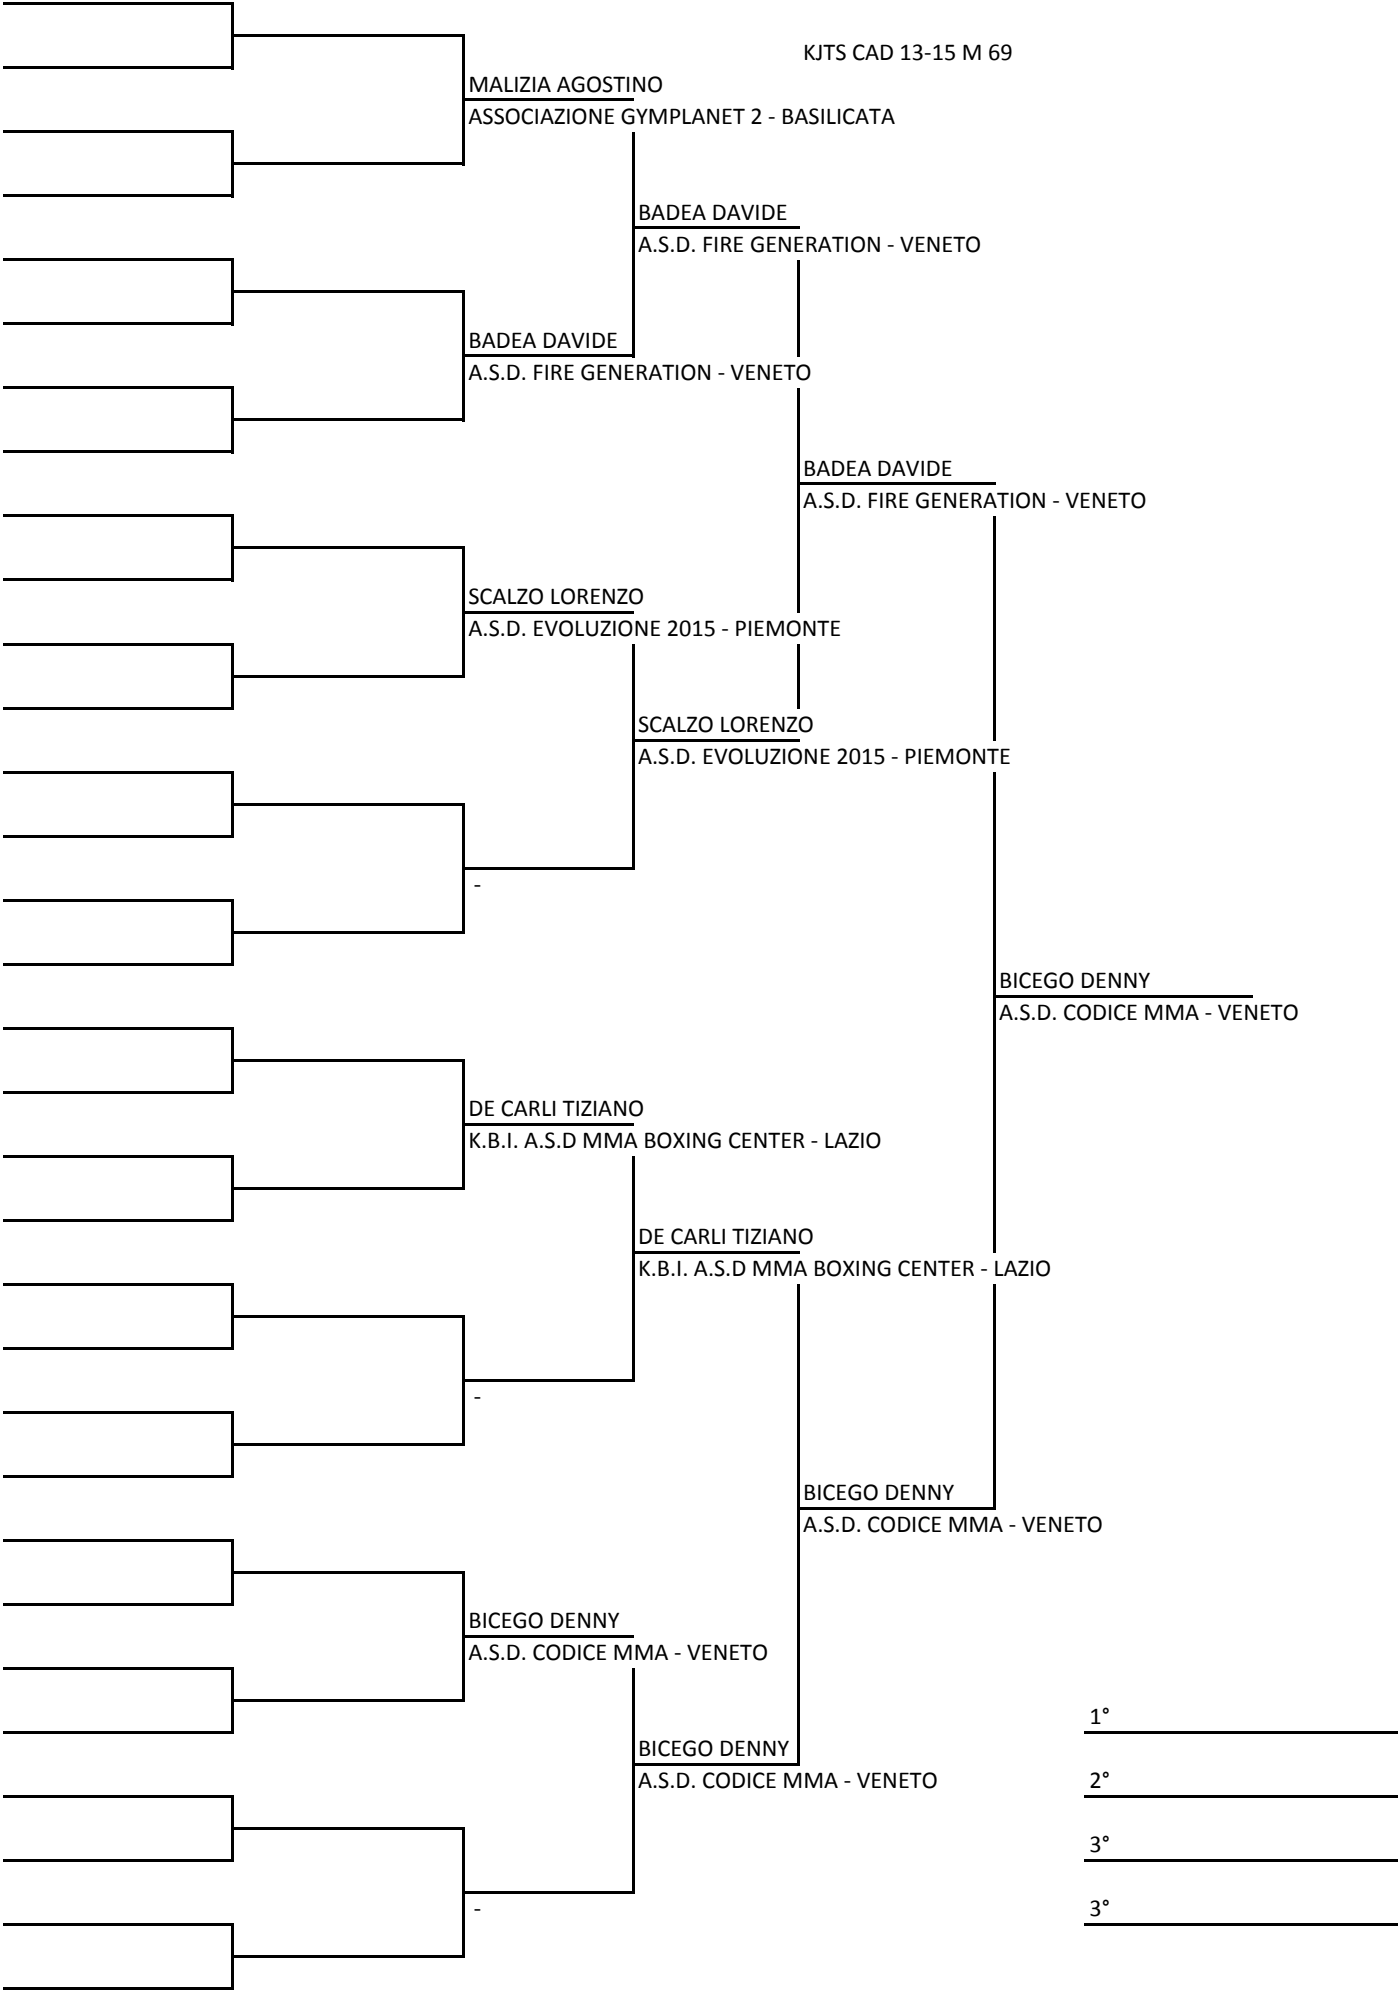 KJTS CAD 13-15 M 69
MALIZIA AGOSTINO
ASSOCIAZIONE GYMPLANET 2 - BASILICATA
BADEA DAVIDE
A.S.D. FIRE GENERATION - VENETO
BADEA DAVIDE
A.S.D. FIRE GENERATION - VENETO
BADEA DAVIDE
A.S.D. FIRE GENERATION - VENETO
SCALZO LORENZO
A.S.D. EVOLUZIONE 2015 - PIEMONTE
SCALZO LORENZO
A.S.D. EVOLUZIONE 2015 - PIEMONTE
-
BICEGO DENNY
A.S.D. CODICE MMA - VENETO
DE CARLI TIZIANO
K.B.I. A.S.D MMA BOXING CENTER - LAZIO
DE CARLI TIZIANO
K.B.I. A.S.D MMA BOXING CENTER - LAZIO
-
BICEGO DENNY
A.S.D. CODICE MMA - VENETO
BICEGO DENNY
A.S.D. CODICE MMA - VENETO
1°
BICEGO DENNY
A.S.D. CODICE MMA - VENETO
2°
3°
-
3°